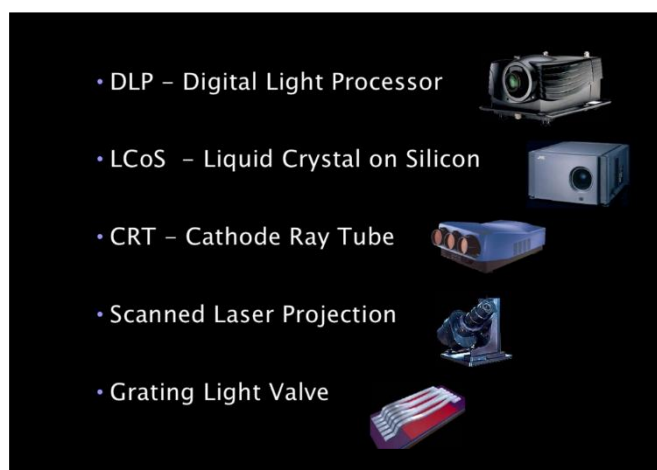 • DLP – Digital Light Processor
• LCoS – Liquid Crystal on Silicon
• CRT – Cathode Ray Tube
• Scanned Laser Projection
• Grating Light Valve